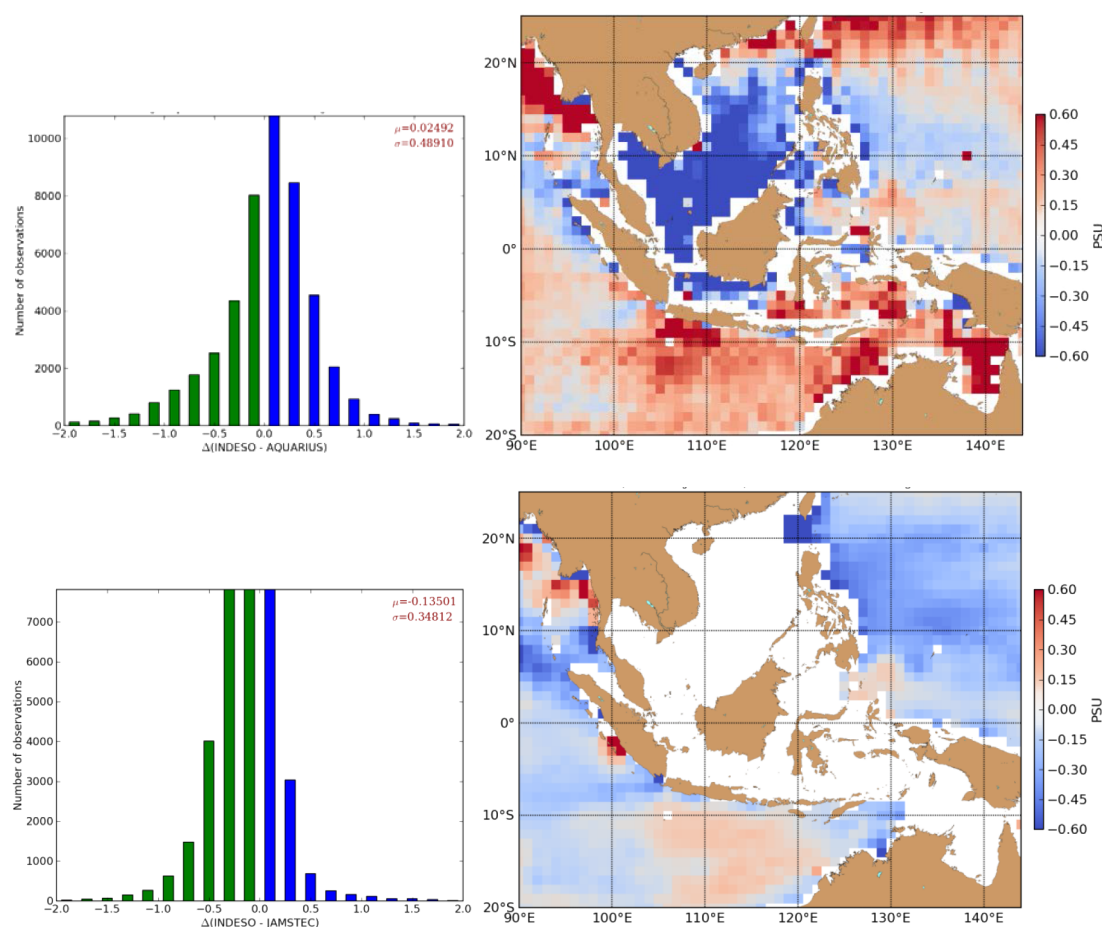 μ=0.02492
σ=0.48910
10000
8000
6000
4000
2000
0
−2.0 −1.5 −1.0 −0.5 0.0 0.5 1.0 1.5 2.0
Number of observations
Δ(INDESO - AQUARIUS)
20°N
10°N
0°
10°S
20°S
90°E 100°E 110°E 120°E 130°E 140°E
0.60
0.45
0.30
0.15
0.00
−0.15
−0.30
−0.45
−0.60
PSU
μ=-0.13501
σ=0.34812
7000
6000
5000
4000
3000
2000
1000
0
−2.0 −1.5 −1.0 −0.5 0.0 0.5 1.0 1.5 2.0
Number of observations
Δ(INDESO - JAMSTEC)
20°N
10°N
0°
10°S
20°S
90°E 100°E 110°E 120°E 130°E 140°E
0.60
0.45
0.30
0.15
0.00
−0.15
−0.30
−0.45
−0.60
PSU